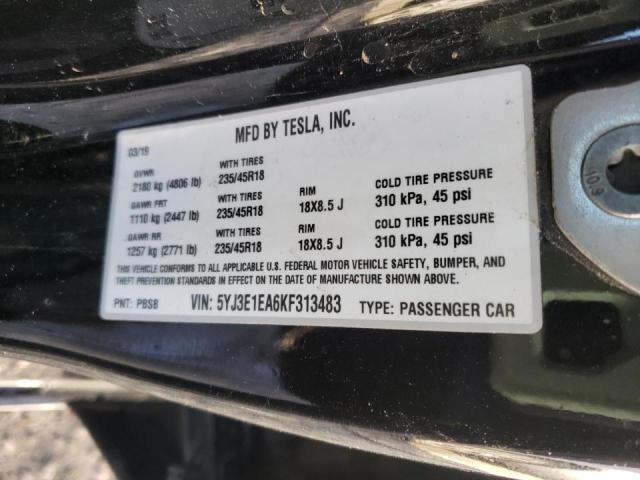 MFD BY TESLA, INC.
03/19
GVWR WITH TIRES
2180 kg (4806 lb) 235/45R18
GAWR FRT WITH TIRES RIM COLD TIRE PRESSURE
1110 kg (2447 lb) 235/45R18 18X8.5 J 310 kPa, 45 psi
GAWR RR WITH TIRES RIM COLD TIRE PRESSURE
1257 kg (2771 lb) 235/45R18 18X8.5 J 310 kPa, 45 psi
THIS VEHICLE CONFORMS TO ALL APPLICABLE U.S. FEDERAL MOTOR VEHICLE SAFETY, BUMPER, AND
THEFT PREVENTION STANDARDS IN EFFECT ON THE DATE OF MANUFACTURE SHOWN ABOVE.
PNT: PBSB VIN: 5YJ3E1EA6KF313483 TYPE: PASSENGER CAR
10.9